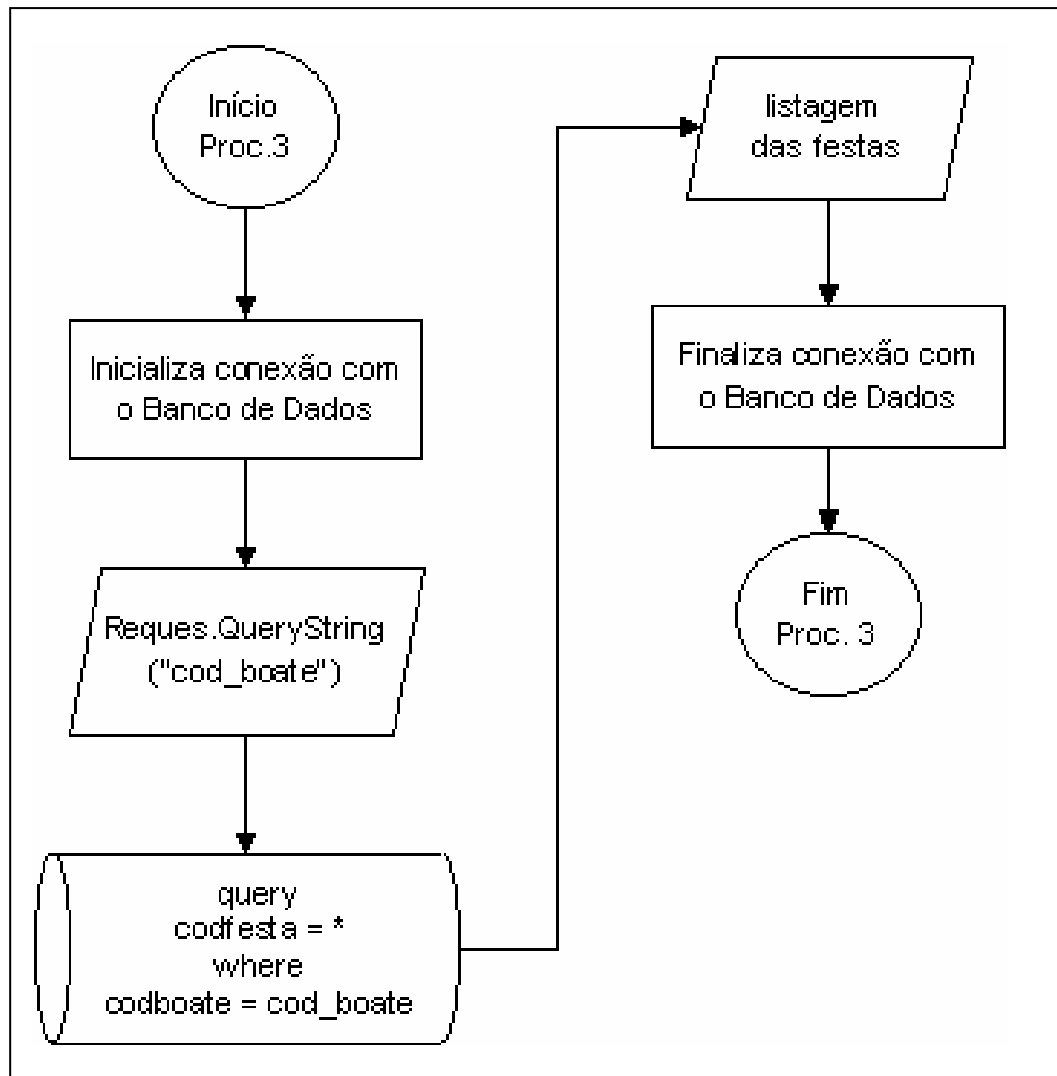 Início
Proc.3
Inicializa conexão com
o Banco de Dados
Reques.QueryString
("cod_boate")
query
codfesta = *
where
codboate = cod_boate
listagem
das festas
Finaliza conexão com
o Banco de Dados
Fim
Proc. 3